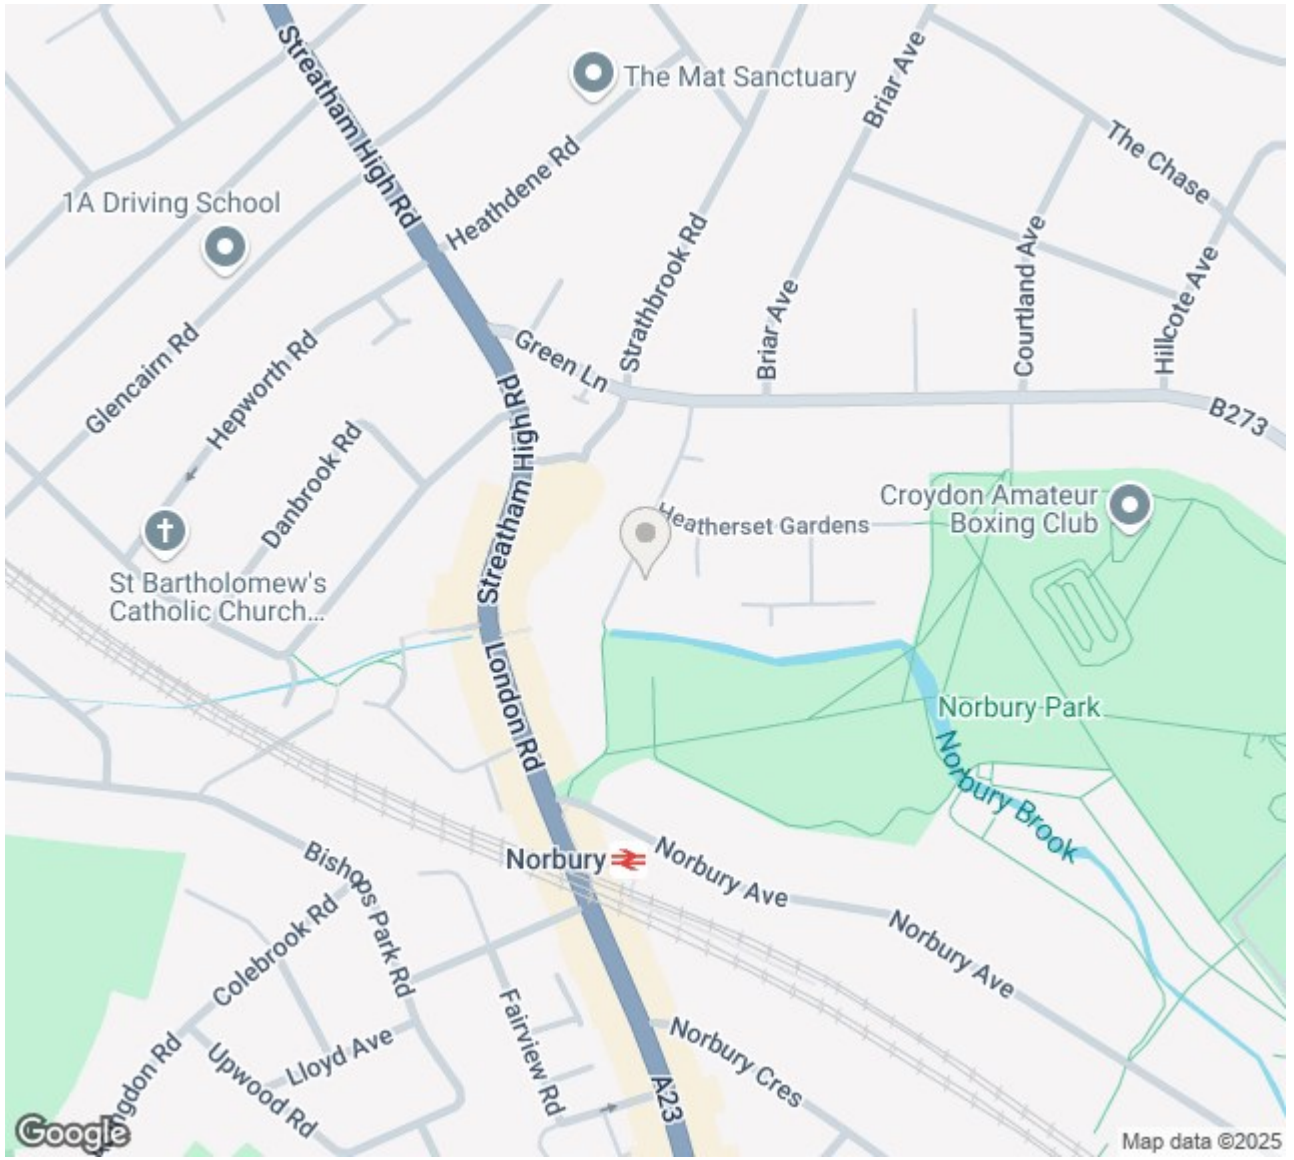 Streatham High Rd
The Mat Sanctuary
Briar Ave
The Chase
1A Driving School
Heathdene Rd
Strathbrook Rd
Courtland Ave
Hillcote Ave
Glencairn Rd
Hepworth Rd
Green Ln
Briar Ave
B273
Streatham High Rd
Danbrook Rd
Heatherset Gardens
Croydon Amateur
Boxing Club
St Bartholomew's
Catholic Church...
London Rd
Norbury Park
Norbury Brook
Norbury
Norbury Ave
Norbury Ave
Bishops Park Rd
Colebrook Rd
Fairview Rd
Lloyd Ave
Upwood Rd
Norbury Cres
A23
Google
Map data ©2025